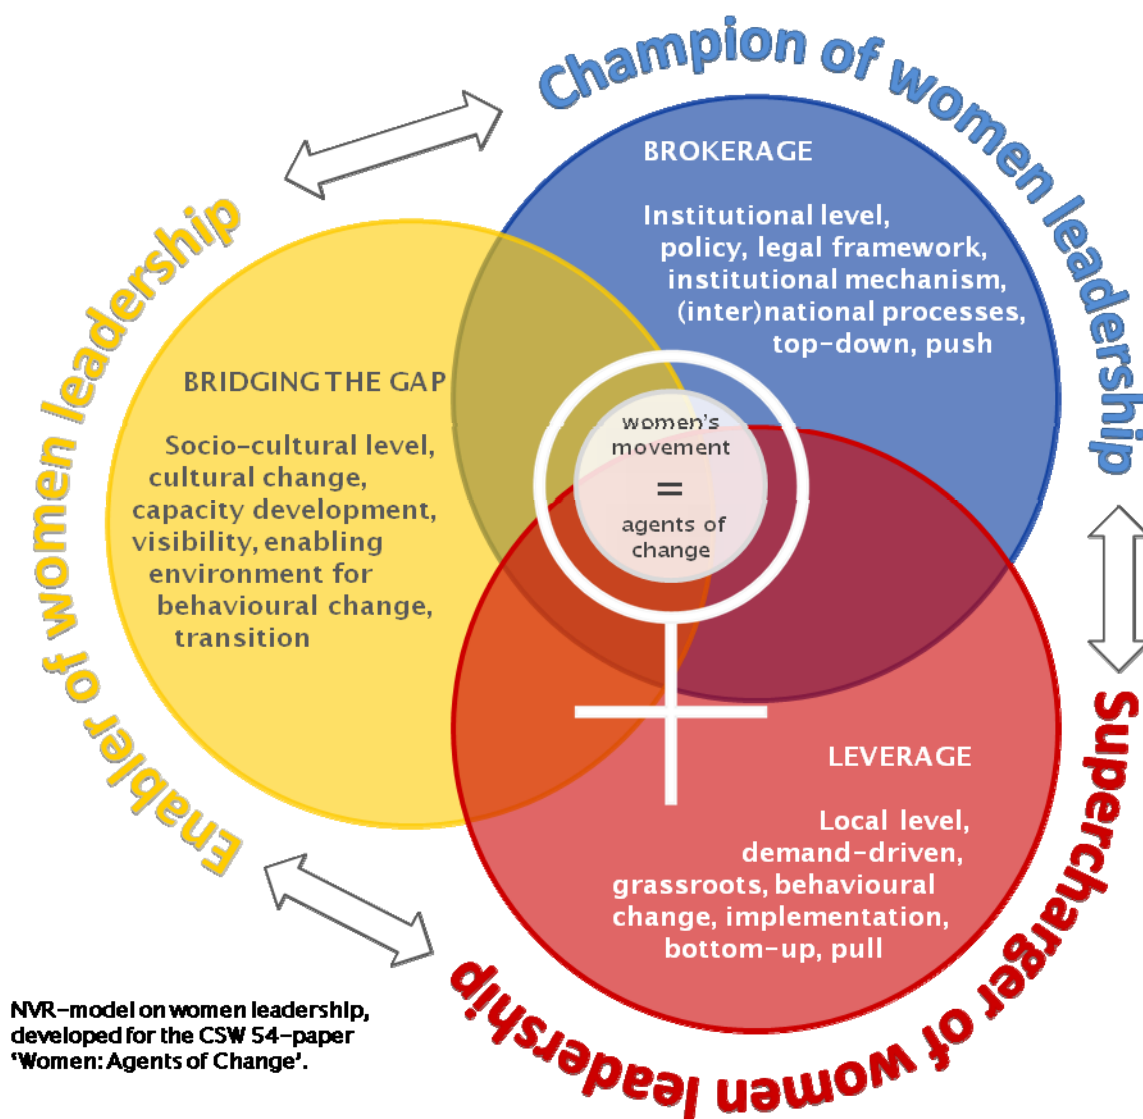 Champion of women leadership
BROKERAGE
Institutional level,
policy, legal framework,
institutional mechanism,
(inter)national processes,
top-down, push
Enabler of women leadership
BRIDGING THE GAP
Socio-cultural level,
cultural change,
capacity development,
visibility, enabling
environment for
behavioural change,
transition
women's
movement
=
agents of
change
Supercharger of women leadership
LEVERAGE
Local level,
demand-driven,
grassroots, behavioural
change, implementation,
bottom-up, pull
NVR-model on women leadership,
developed for the CSW 54-paper
‘Women: Agents of Change’.